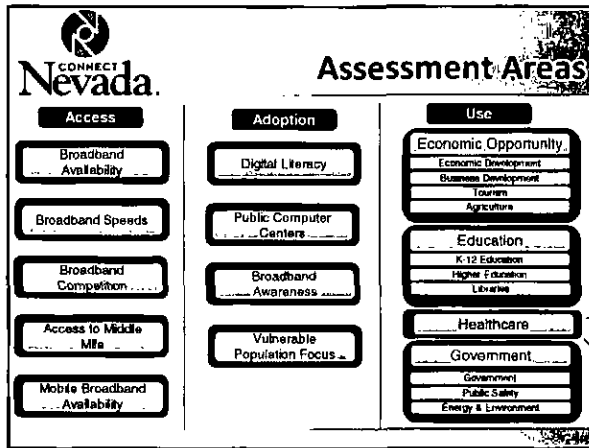 CONNECT
Nevada.
Assessment Areas
Access
Broadband
Availability
Broadband Speeds
Broadband
Competition
Access to Middle
Mile
Mobile Broadband
Availability
Adoption
Digital Literacy
Public Computer
Centers
Broadband
Awareness
Vulnerable
Population Focus
Use
Economic Opportunity
Economic Development
Business Development
Tourism
Agriculture
Education
K-12 Education
Higher Education
Libraries
Healthcare
Government
Government
Public Safety
Energy & Environment